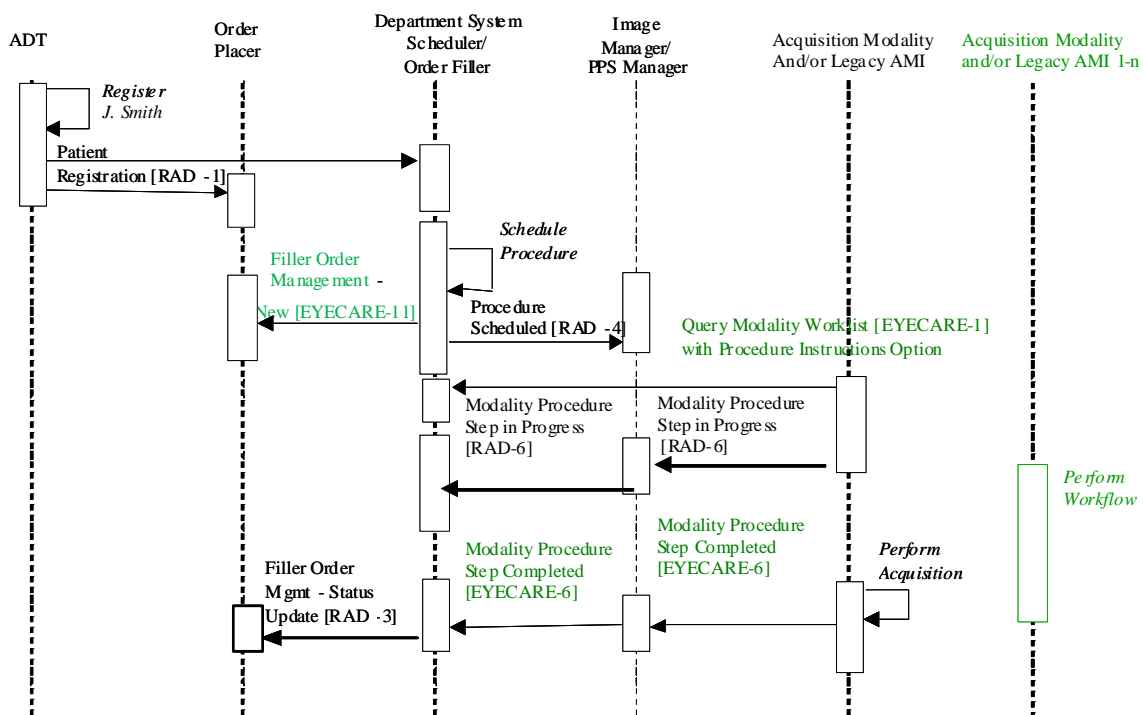 ADT
Order
Placer
Department System
Scheduler/
Order Filler
Image
Manager/
PPS Manager
Acquisition Modality
And/or Legacy AMI
Acquisition Modality
and/or Legacy AMI 1-n
Register
J. Smith
Patient
Registration [RAD -1]
Schedule
Procedure
Filler Order
Management -
New [EYECARE-11]
Procedure
Scheduled [RAD -4]
Query Modality Worklist [EYECARE-1]
with Procedure Instructions Option
Modality Procedure
Step in Progress
[RAD-6]
Modality Procedure
Step in Progress
[RAD-6]
Perform
Workflow
Modality Procedure
Step Completed
[EYECARE-6]
Modality Procedure
Step Completed
[EYECARE-6]
Perform
Acquisition
Filler Order
Mgmt - Status
Update [RAD -3]